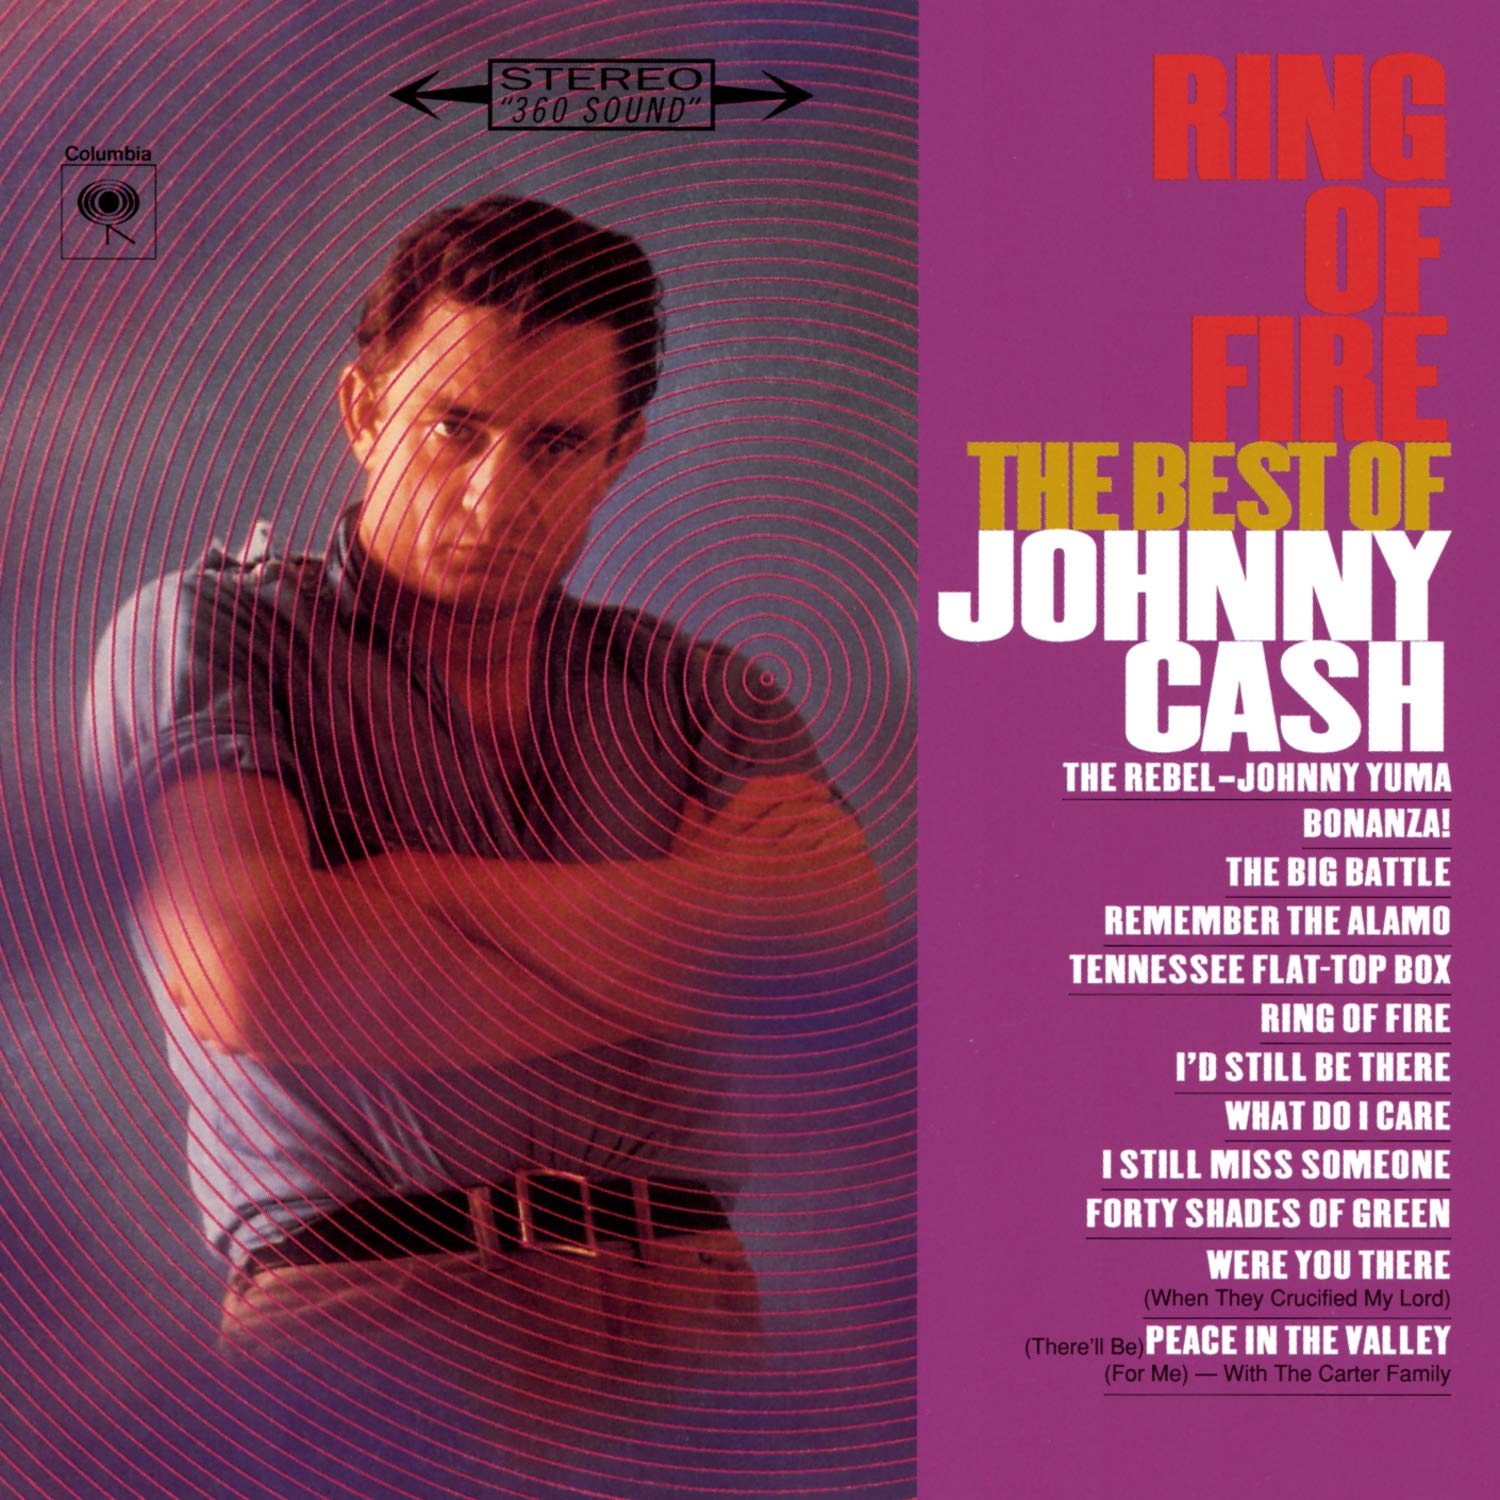 STEREO
"360 SOUND"
Columbia
RING
OF
FIRE
THE BEST OF
JOHNNY
CASH
THE REBEL–JOHNNY YUMA
BONANZA!
THE BIG BATTLE
REMEMBER THE ALAMO
TENNESSEE FLAT-TOP BOX
RING OF FIRE
I'D STILL BE THERE
WHAT DO I CARE
I STILL MISS SOMEONE
FORTY SHADES OF GREEN
WERE YOU THERE
(When They Crucified My Lord)
(There'll Be) PEACE IN THE VALLEY
(For Me) — With The Carter Family